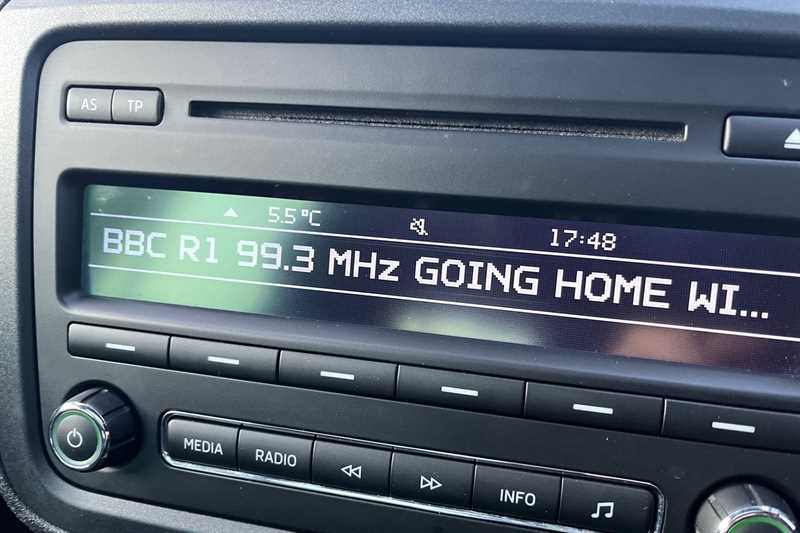 AS TP
5.5°C 17:48
BBC R1 99.3 MHz GOING HOME WI...
MEDIA RADIO INFO